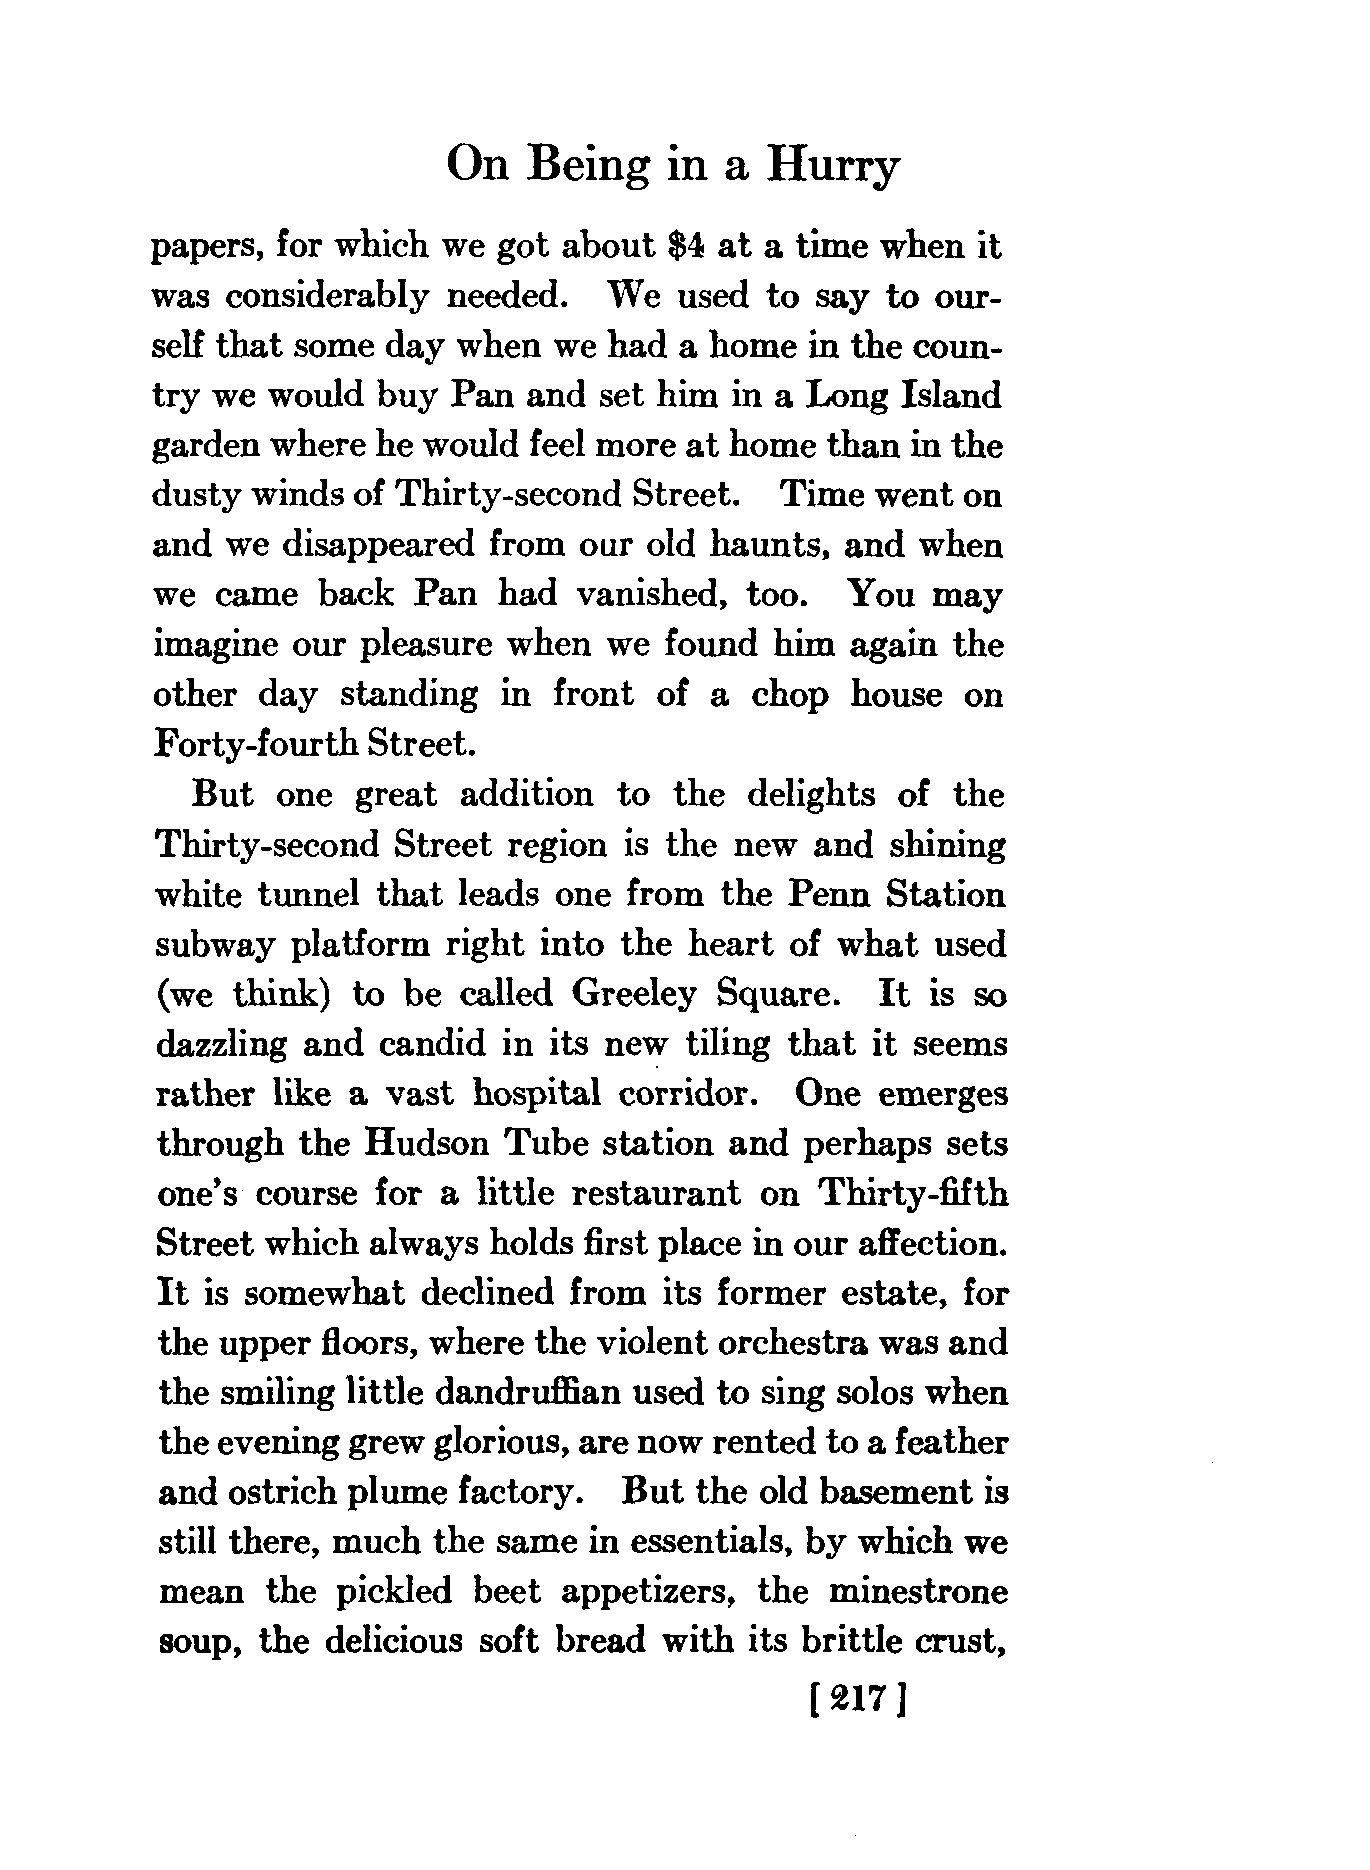 On Being in a Hurry
papers, for which we got about $4 at a time when it
was considerably needed. We used to say to our-
self that some day when we had a home in the coun-
try we would buy Pan and set him in a Long Island
garden where he would feel more at home than in the
dusty winds of Thirty-second Street. Time went on
and we disappeared from our old haunts, and when
we came back Pan had vanished, too. You may
imagine our pleasure when we found him again the
other day standing in front of a chop house on
Forty-fourth Street.
But one great addition to the delights of the
Thirty-second Street region is the new and shining
white tunnel that leads one from the Penn Station
subway platform right into the heart of what used
(we think) to be called Greeley Square. It is so
dazzling and candid in its new tiling that it seems
rather like a vast hospital corridor. One emerges
through the Hudson Tube station and perhaps sets
one's course for a little restaurant on Thirty-fifth
Street which always holds first place in our affection.
It is somewhat declined from its former estate, for
the upper floors, where the violent orchestra was and
the smiling little dandruffian used to sing solos when
the evening grew glorious, are now rented to a feather
and ostrich plume factory. But the old basement is
still there, much the same in essentials, by which we
mean the pickled beet appetizers, the minestrone
soup, the delicious soft bread with its brittle crust,
[217]